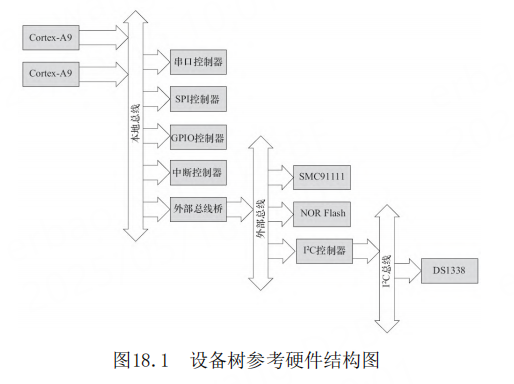 Cortex-A9
Cortex-A9
本地总线
串口控制器
SPI控制器
GPIO控制器
中断控制器
外部总线桥
外部总线
SMC91111
NOR Flash
I²C控制器
I²C总线
DS1338
图18.1 设备树参考硬件结构图